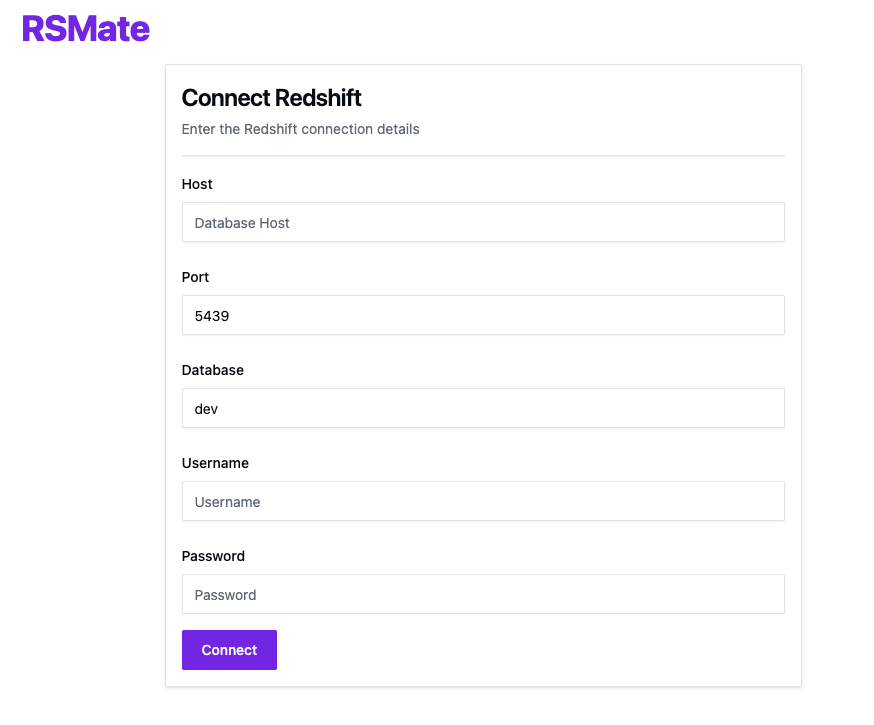 RSMate
Connect Redshift
Enter the Redshift connection details
Host
Database Host
Port
5439
Database
dev
Username
Username
Password
Password
Connect